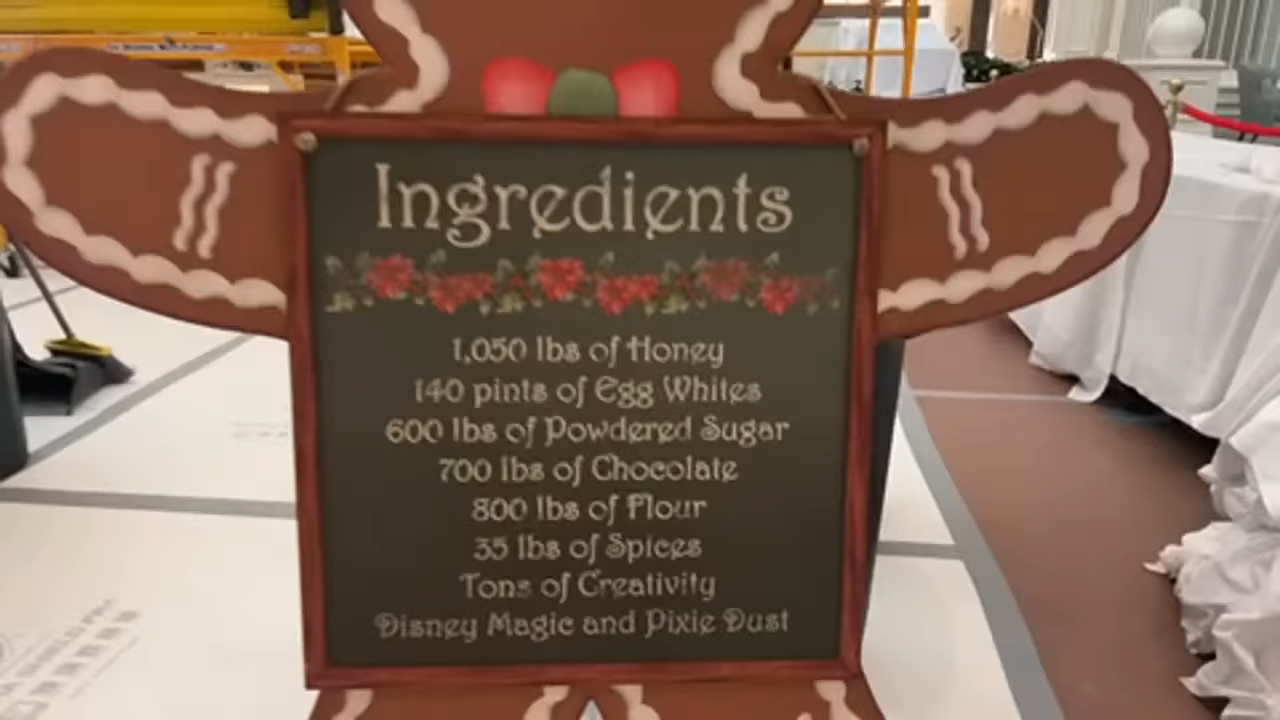 Ingredients
1,050 lbs of Honey
140 pints of Egg Whites
600 lbs of Powdered Sugar
700 lbs of Chocolate
800 lbs of Flour
35 lbs of Spices
Tons of Creativity
Disney Magic and Pixie Dust